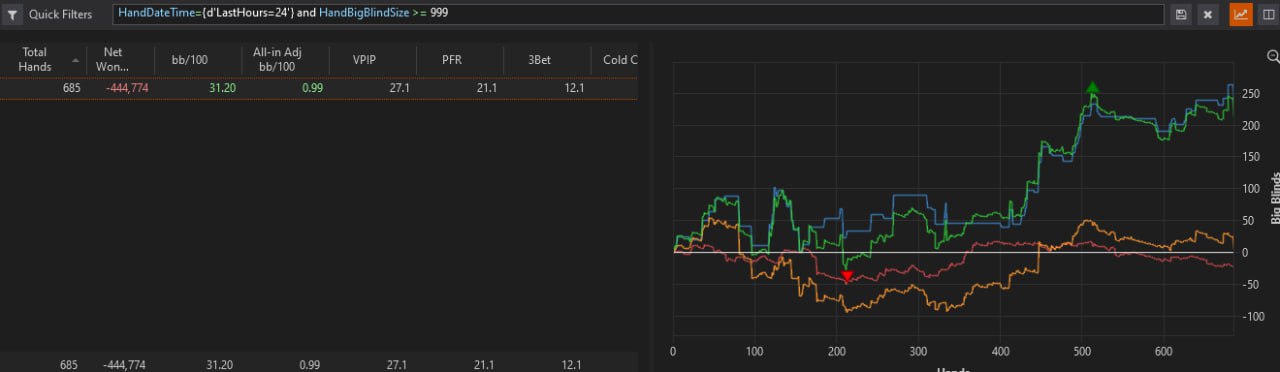 Quick Filters
HandDateTime={d'LastHours=24'} and HandBigBlindSize >= 999
Total Hands
Net Won...
bb/100
All-in Adj bb/100
VPIP
PFR
3Bet
Cold C
685 -444,774 31.20 0.99 27.1 21.1 12.1
250
200
150
100
50
0
-50
-100
Big Blinds
0 100 200 300 400 500 600
Hands
685 -444,774 31.20 0.99 27.1 21.1 12.1